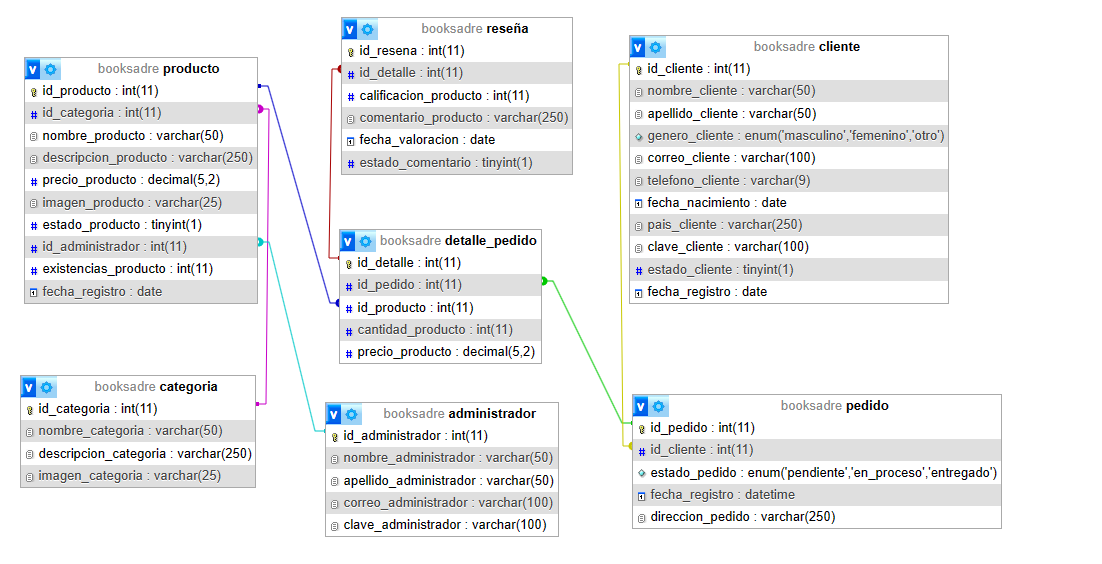 booksadre producto
id_producto : int(11)
id_categoria : int(11)
nombre_producto : varchar(50)
descripcion_producto : varchar(250)
precio_producto : decimal(5,2)
imagen_producto : varchar(25)
estado_producto : tinyint(1)
id_administrador : int(11)
existencias_producto : int(11)
fecha_registro : date
booksadre categoria
id_categoria : int(11)
nombre_categoria : varchar(50)
descripcion_categoria : varchar(250)
imagen_categoria : varchar(25)
booksadre reseña
id_resena : int(11)
id_detalle : int(11)
calificacion_producto : int(11)
comentario_producto : varchar(250)
fecha_valoracion : date
estado_comentario : tinyint(1)
booksadre detalle_pedido
id_detalle : int(11)
id_pedido : int(11)
id_producto : int(11)
cantidad_producto : int(11)
precio_producto : decimal(5,2)
booksadre administrador
id_administrador : int(11)
nombre_administrador : varchar(50)
apellido_administrador : varchar(50)
correo_administrador : varchar(100)
clave_administrador : varchar(100)
booksadre cliente
id_cliente : int(11)
nombre_cliente : varchar(50)
apellido_cliente : varchar(50)
genero_cliente : enum('masculino','femenino','otro')
correo_cliente : varchar(100)
telefono_cliente : varchar(9)
fecha_nacimiento : date
pais_cliente : varchar(250)
clave_cliente : varchar(100)
estado_cliente : tinyint(1)
fecha_registro : date
booksadre pedido
id_pedido : int(11)
id_cliente : int(11)
estado_pedido : enum('pendiente','en_proceso','entregado')
fecha_registro : datetime
direccion_pedido : varchar(250)